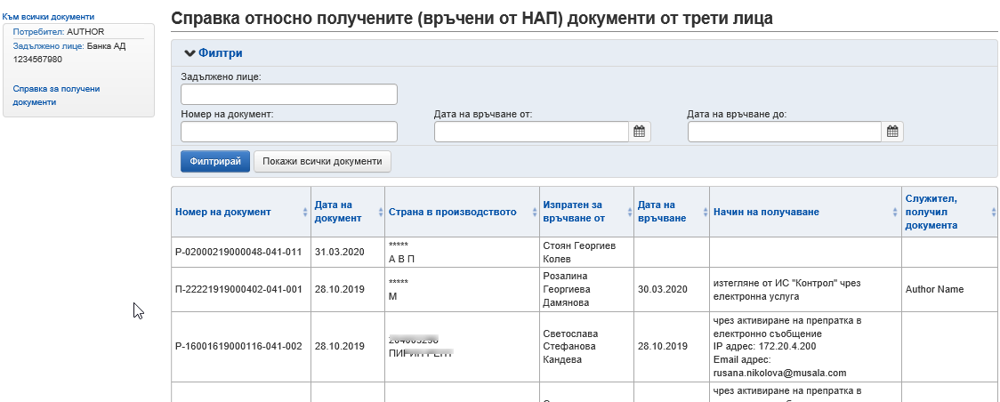 Към всички документи
Потребител: AUTHOR
Задължено лице: Банка АД
1234567980
Справка за получени
документи
Справка относно получените (връчени от НАП) документи от трети лица
Филтри
Задължено лице:
Номер на документ: Дата на връчване от: Дата на връчване до:
Филтрирай Покажи всички документи
Номер на документ
Дата на
документ
Страна в производството
Изпратен за
връчване от
Дата на
връчване
Начин на получаване
Служител,
получил
документа
Р-02000219000048-041-011
31.03.2020
*****
А В П
Стоян Георгиев
Колев
П-22221919000402-041-001
28.10.2019
*****
М
Розалина
Георгиева
Дамянова
30.03.2020
изтегляне от ИС "Контрол" чрез
електронна услуга
Author Name
Р-16001619000116-041-002
28.10.2019
Светослава
Стефанова
Кандева
28.10.2019
чрез активиране на препратка в
електронно съобщение
IP адрес: 172.20.4.200
Email адрес:
rusana.nikolova@musala.com
чрез активиране на препратка в